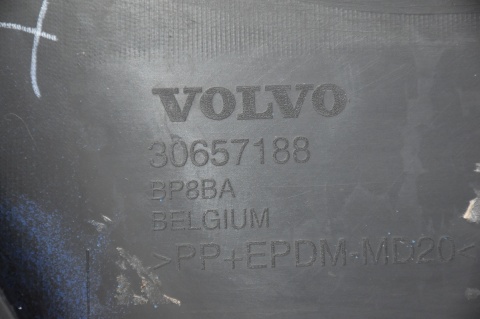 VOLVO
30657188
BP8BA
BELGIUM
>PP+EPDM-MD20<